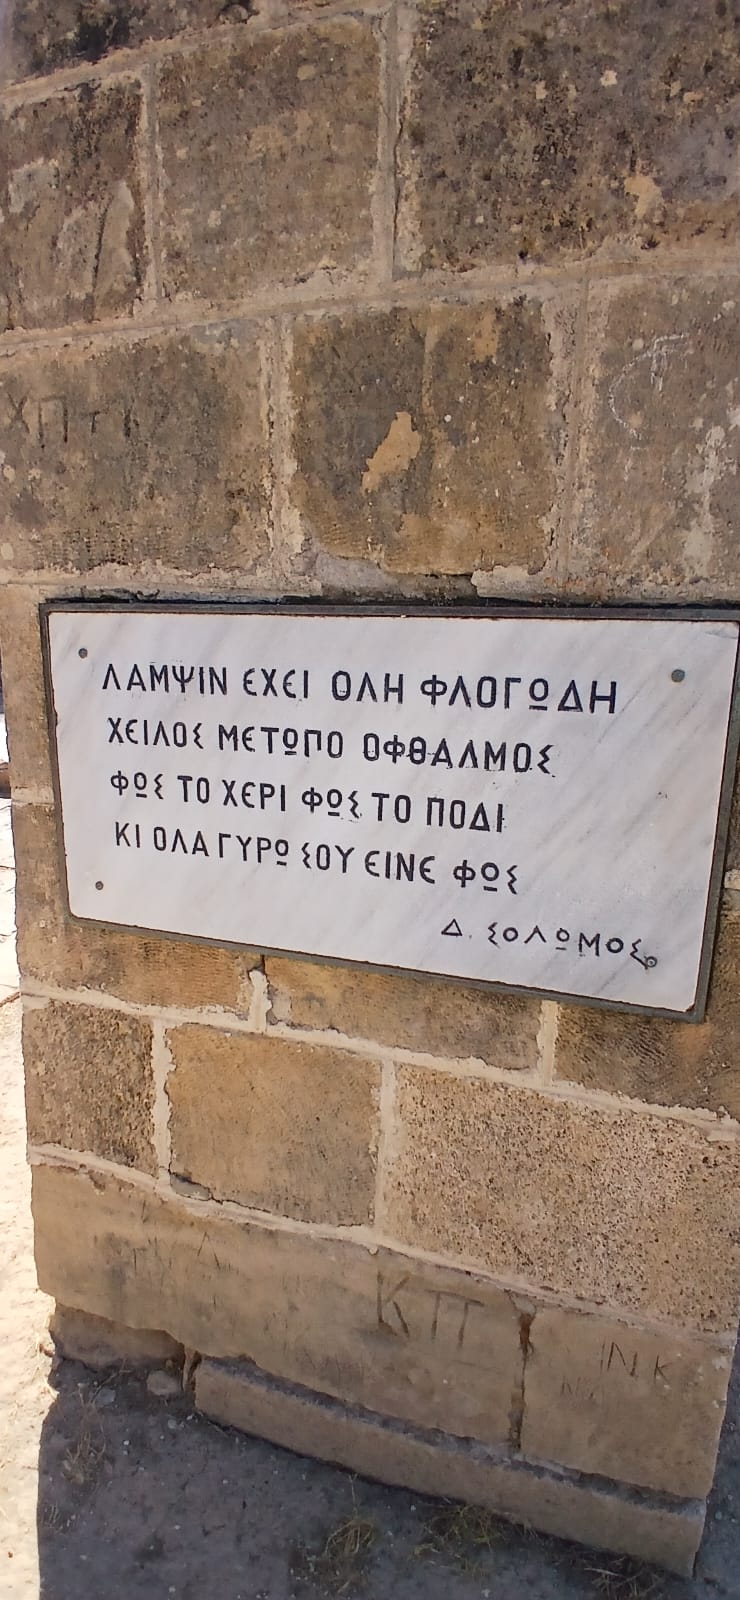 ΛΑΜΨΙΝ ΕΧΕΙ ΟΛΗ ΦΛΟΓΩΔΗ
ΧΕΙΛΟΣ ΜΕΤΩΠΟ ΟΦΘΑΛΜΟΣ
ΦΩΣ ΤΟ ΧΕΡΙ ΦΩΣ ΤΟ ΠΟΔΙ
ΚΙ ΟΛΑ ΓΥΡΩ ΣΟΥ ΕΙΝΕ ΦΩΣ
Δ. ΣΟΛΩΜΟΣ
ΚΠ